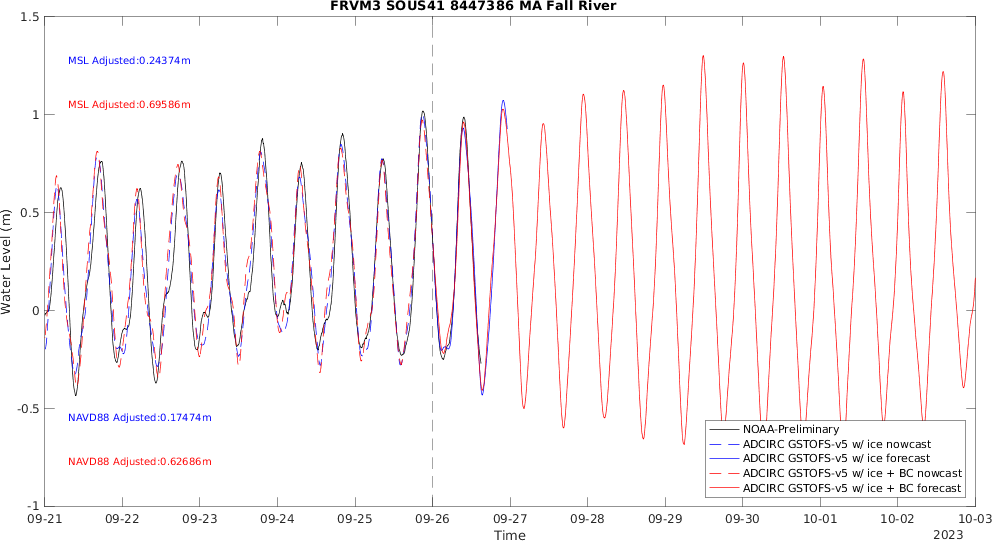 FRVM3 SOUS41 8447386 MA Fall River
MSL Adjusted:0.24374m
MSL Adjusted:0.69586m
NAVD88 Adjusted:0.17474m
NAVD88 Adjusted:0.62686m
Water Level (m)
1.5
1
0.5
0
-0.5
-1
NOAA-Preliminary
ADCIRC GSTOFS-v5 w/ ice nowcast
ADCIRC GSTOFS-v5 w/ ice forecast
ADCIRC GSTOFS-v5 w/ ice + BC nowcast
ADCIRC GSTOFS-v5 w/ ice + BC forecast
09-21 09-22 09-23 09-24 09-25 09-26 09-27 09-28 09-29 09-30 10-01 10-02 10-03
Time
2023